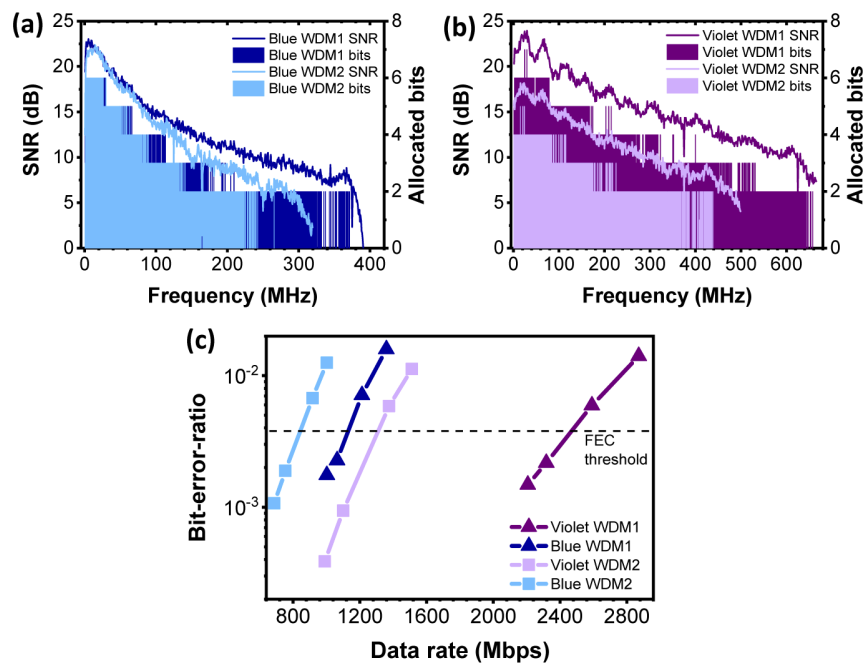 (a)
25
20
15
10
5
0
SNR (dB)
Blue WDM1 SNR
Blue WDM1 bits
Blue WDM2 SNR
Blue WDM2 bits
8
6
4
2
0
Allocated bits
0 100 200 300 400
Frequency (MHz)
(b)
25
20
15
10
5
0
SNR (dB)
Violet WDM1 SNR
Violet WDM1 bits
Violet WDM2 SNR
Violet WDM2 bits
8
6
4
2
0
Allocated bits
0 100 200 300 400 500 600
Frequency (MHz)
(c)
10⁻²
10⁻³
Bit-error-ratio
FEC
threshold
Violet WDM1
Blue WDM1
Violet WDM2
Blue WDM2
800 1200 1600 2000 2400 2800
Data rate (Mbps)